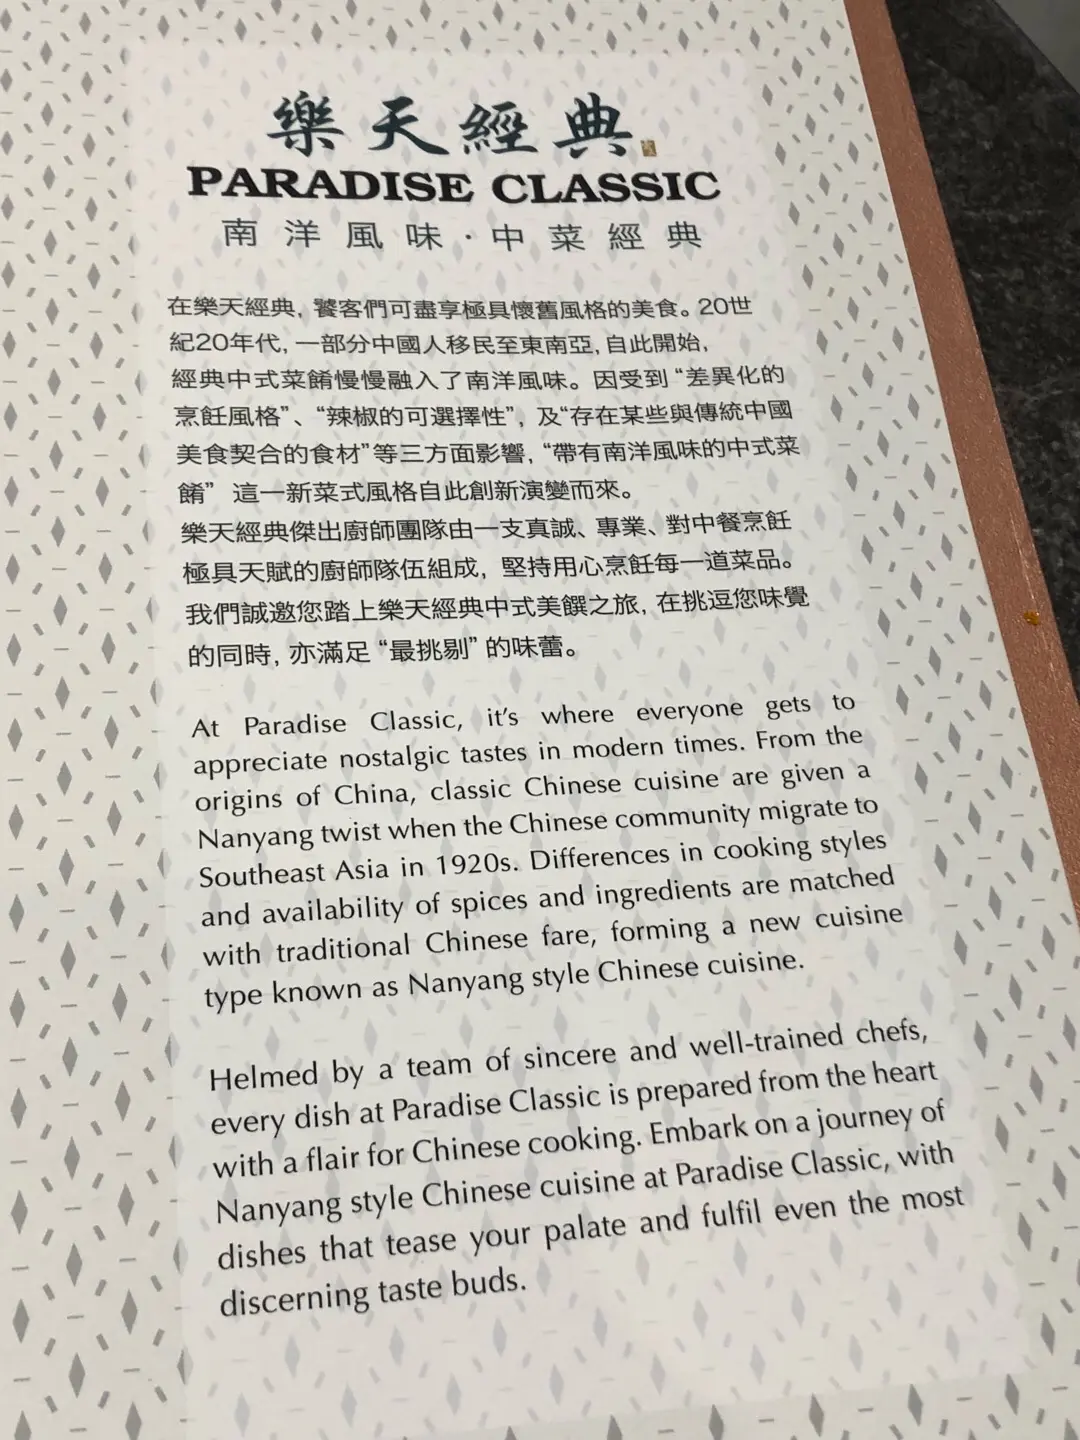 樂天經典
PARADISE CLASSIC
南洋風味·中菜經典
在樂天經典, 饕客們可盡享極具懷舊風格的美食。20世
紀20年代, 一部分中國人移民至東南亞, 自此開始,
經典中式菜餚慢慢融入了南洋風味。因受到 “差異化的
烹飪風格”、“辣椒的可選擇性”, 及“存在某些與傳統中國
美食契合的食材”等三方面影響, “帶有南洋風味的中式菜
餚” 這一新菜式風格自此創新演變而來。
樂天經典傑出廚師團隊由一支真誠、專業、對中餐烹飪
極具天賦的廚師隊伍組成, 堅持用心烹飪每一道菜品。
我們誠邀您踏上樂天經典中式美饌之旅, 在挑逗您味覺
的同時, 亦滿足 “最挑剔” 的味蕾。
At Paradise Classic, it's where everyone gets to
appreciate nostalgic tastes in modern times. From the
origins of China, classic Chinese cuisine are given a
Nanyang twist when the Chinese community migrate to
Southeast Asia in 1920s. Differences in cooking styles
and availability of spices and ingredients are matched
with traditional Chinese fare, forming a new cuisine
type known as Nanyang style Chinese cuisine.
Helmed by a team of sincere and well-trained chefs,
every dish at Paradise Classic is prepared from the heart
with a flair for Chinese cooking. Embark on a journey of
Nanyang style Chinese cuisine at Paradise Classic, with
dishes that tease your palate and fulfil even the most
discerning taste buds.